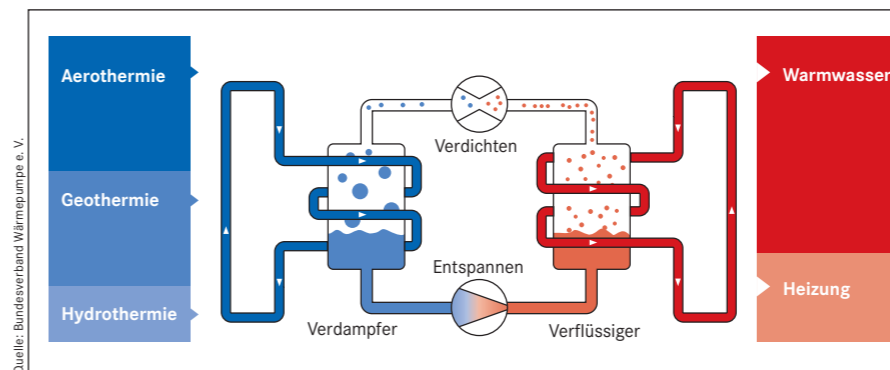 Quelle: Bundesverband Wärmepumpe e. V.
Aerothermie
Geothermie
Hydrothermie
Verdichten
Entspannen
Verdampfer
Verflüssiger
Warmwasser
Heizung